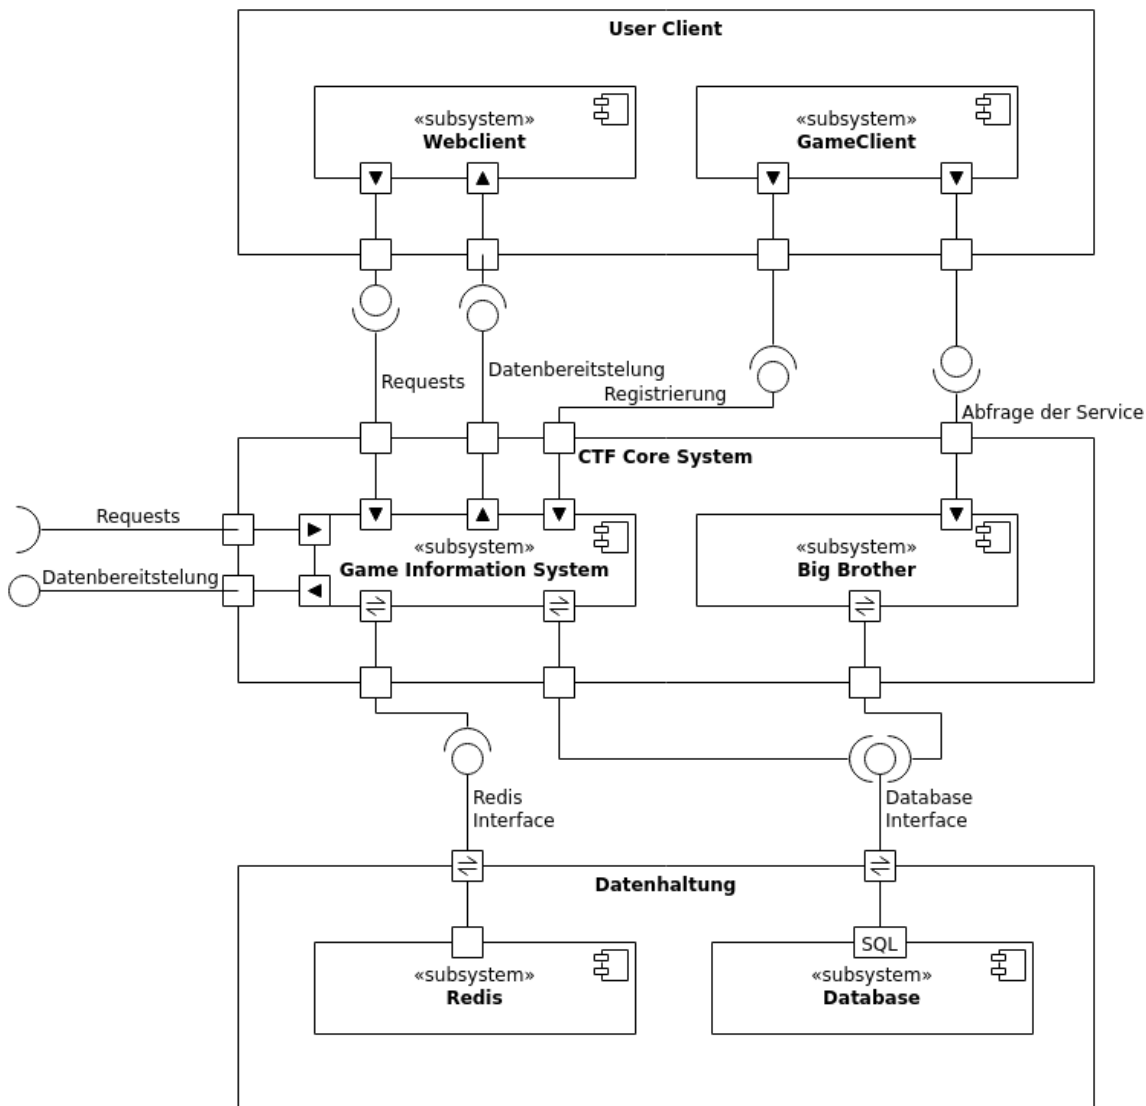 User Client
«subsystem»
Webclient
«subsystem»
GameClient
Requests
Datenbereitstelung
Registrierung
Abfrage der Service
CTF Core System
Requests
Datenbereitstelung
«subsystem»
Game Information System
«subsystem»
Big Brother
Redis
Interface
Database
Interface
Datenhaltung
SQL
«subsystem»
Redis
«subsystem»
Database